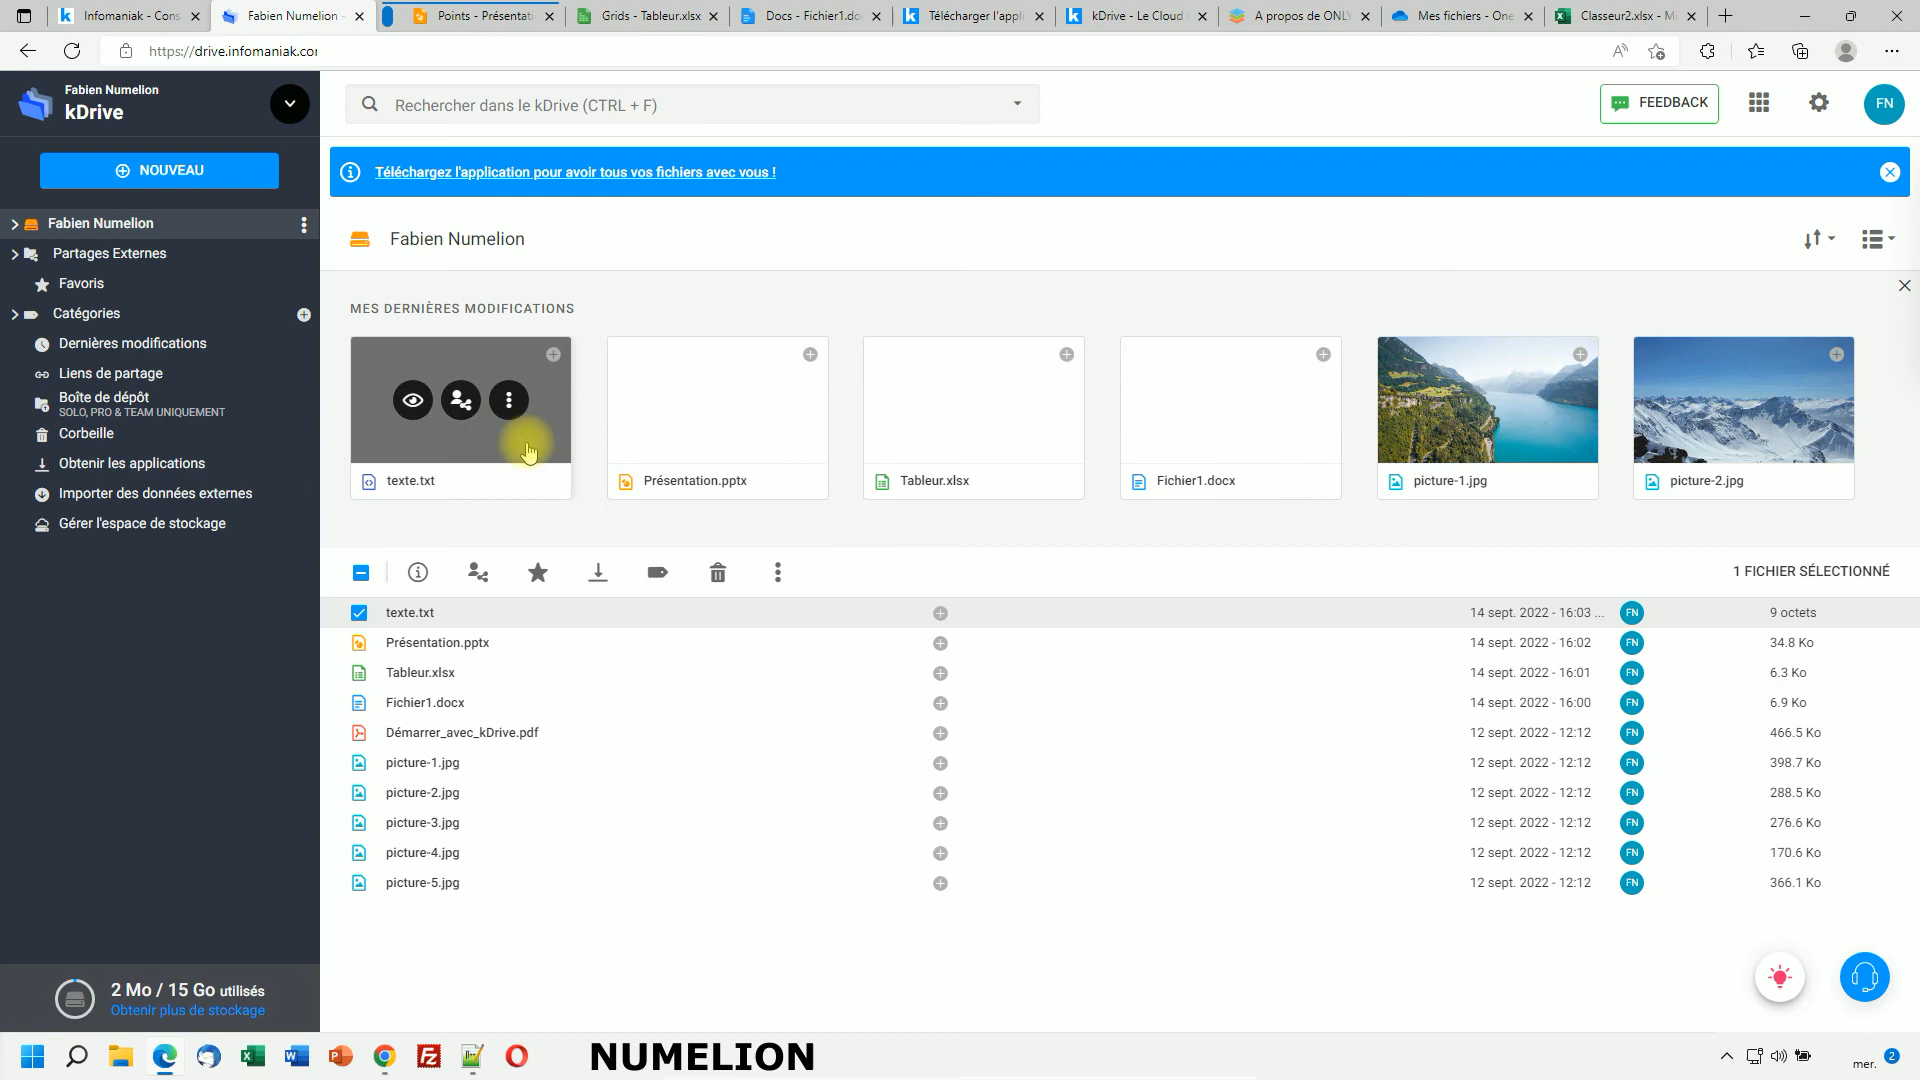 Infomaniak - Cons
Fabien Numelion -
Points - Présentati
Grids - Tableur.xlsx
Docs - Fichier1.do
Télécharger l'appli
kDrive - Le Cloud
A propos de ONLY
Mes fichiers - One
Classeur2.xlsx - Mi
https://drive.infomaniak.com
Fabien Numelion
kDrive
Rechercher dans le kDrive (CTRL + F)
FEEDBACK
FN
NOUVEAU
Téléchargez l'application pour avoir tous vos fichiers avec vous !
Fabien Numelion
Partages Externes
Favoris
Catégories
Dernières modifications
Liens de partage
Boîte de dépôt
SOLO, PRO & TEAM UNIQUEMENT
Corbeille
Obtenir les applications
Importer des données externes
Gérer l'espace de stockage
2 Mo / 15 Go utilisés
Obtenir plus de stockage
Fabien Numelion
MES DERNIÈRES MODIFICATIONS
texte.txt
Présentation.pptx
Tableur.xlsx
Fichier1.docx
picture-1.jpg
picture-2.jpg
1 FICHIER SÉLECTIONNÉ
texte.txt 14 sept. 2022 - 16:03 ... FN 9 octets
Présentation.pptx 14 sept. 2022 - 16:02 FN 34.8 Ko
Tableur.xlsx 14 sept. 2022 - 16:01 FN 6.3 Ko
Fichier1.docx 14 sept. 2022 - 16:00 FN 6.9 Ko
Démarrer_avec_kDrive.pdf 12 sept. 2022 - 12:12 FN 466.5 Ko
picture-1.jpg 12 sept. 2022 - 12:12 FN 398.7 Ko
picture-2.jpg 12 sept. 2022 - 12:12 FN 288.5 Ko
picture-3.jpg 12 sept. 2022 - 12:12 FN 276.6 Ko
picture-4.jpg 12 sept. 2022 - 12:12 FN 170.6 Ko
picture-5.jpg 12 sept. 2022 - 12:12 FN 366.1 Ko
NUMELION
mer. 2